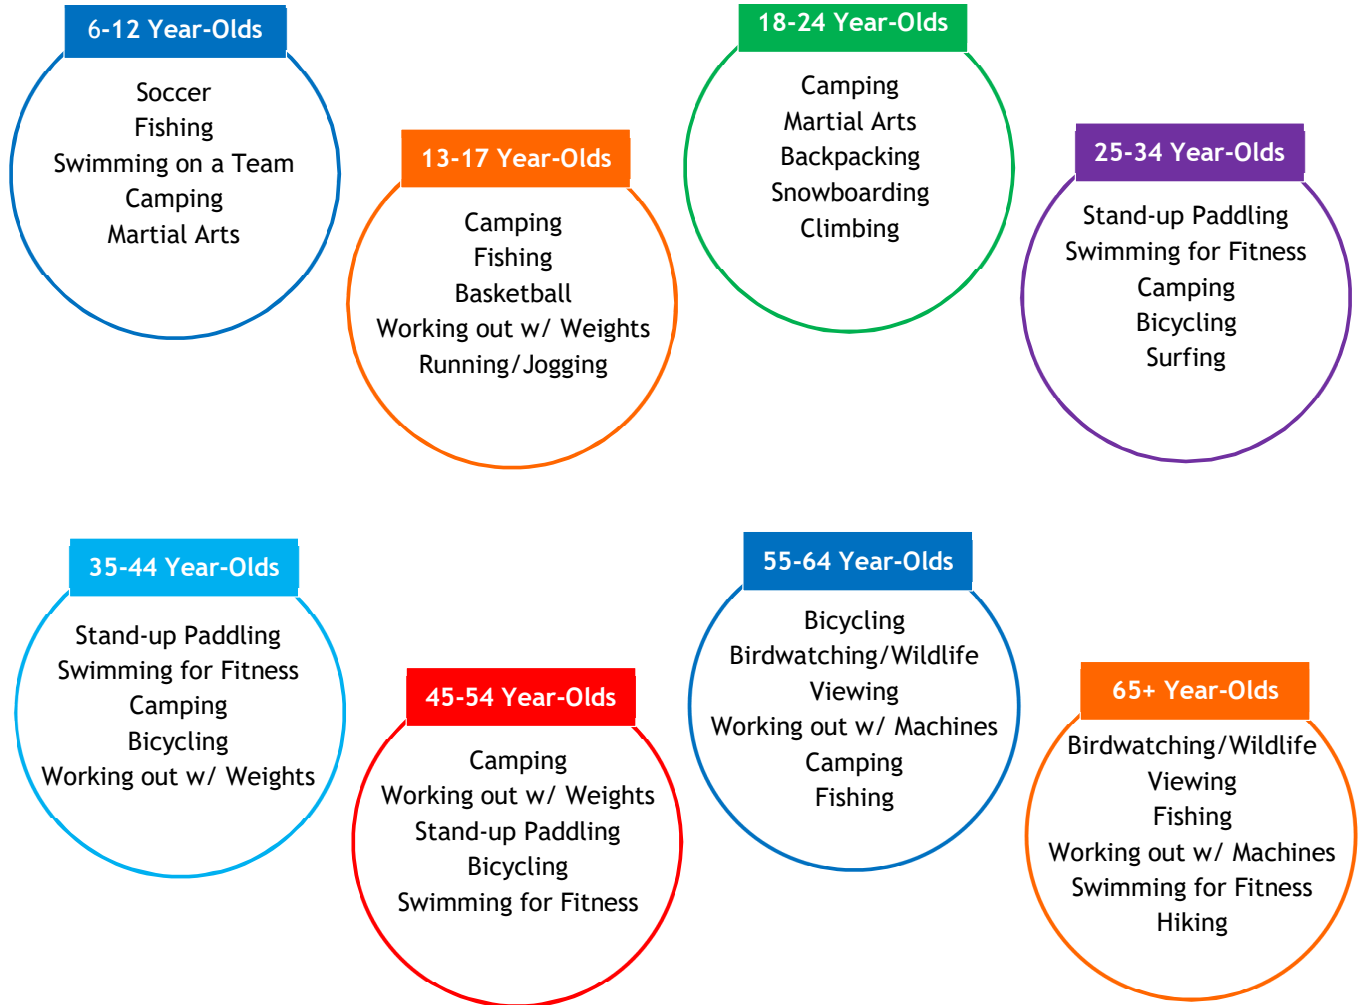 6-12 Year-Olds
Soccer
Fishing
Swimming on a Team
Camping
Martial Arts
13-17 Year-Olds
Camping
Fishing
Basketball
Working out w/ Weights
Running/Jogging
18-24 Year-Olds
Camping
Martial Arts
Backpacking
Snowboarding
Climbing
25-34 Year-Olds
Stand-up Paddling
Swimming for Fitness
Camping
Bicycling
Surfing
35-44 Year-Olds
Stand-up Paddling
Swimming for Fitness
Camping
Bicycling
Working out w/ Weights
45-54 Year-Olds
Camping
Working out w/ Weights
Stand-up Paddling
Bicycling
Swimming for Fitness
55-64 Year-Olds
Bicycling
Birdwatching/Wildlife
Viewing
Working out w/ Machines
Camping
Fishing
65+ Year-Olds
Birdwatching/Wildlife
Viewing
Fishing
Working out w/ Machines
Swimming for Fitness
Hiking